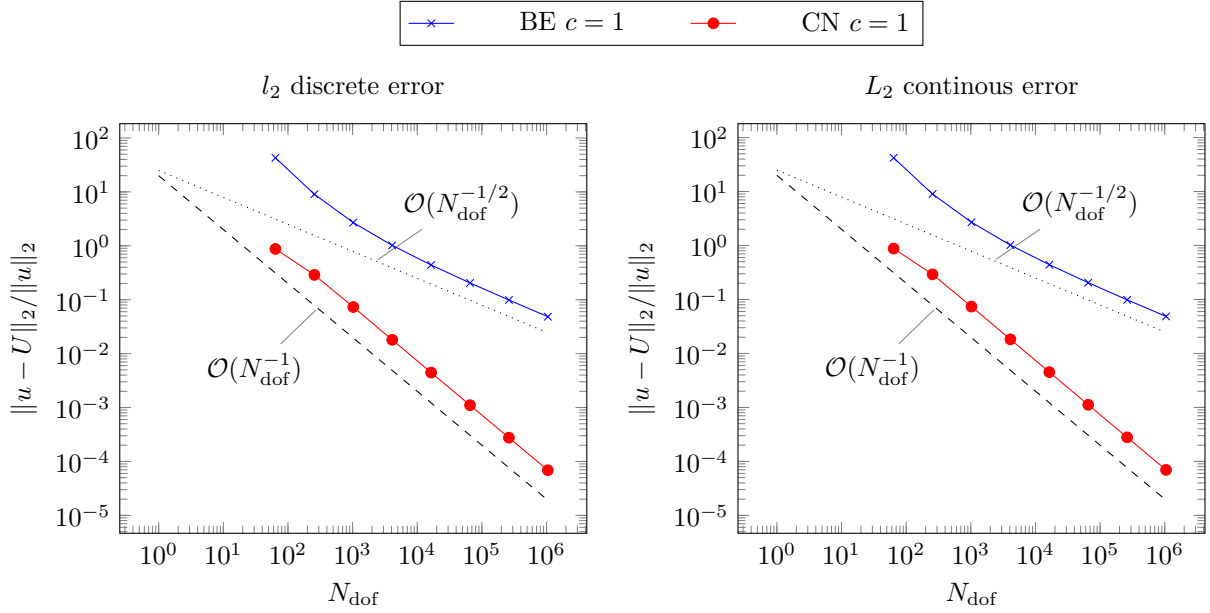 BE c = 1 CN c = 1
l₂ discrete error
10² 10¹ 10⁰ 10⁻¹ 10⁻² 10⁻³ 10⁻⁴ 10⁻⁵
‖u − U‖₂/‖u‖₂
𝒪(N_dof^{−1/2})
𝒪(N_dof^{−1})
10⁰ 10¹ 10² 10³ 10⁴ 10⁵ 10⁶
N_dof
L₂ continous error
10² 10¹ 10⁰ 10⁻¹ 10⁻² 10⁻³ 10⁻⁴ 10⁻⁵
‖u − U‖₂/‖u‖₂
𝒪(N_dof^{−1/2})
𝒪(N_dof^{−1})
10⁰ 10¹ 10² 10³ 10⁴ 10⁵ 10⁶
N_dof